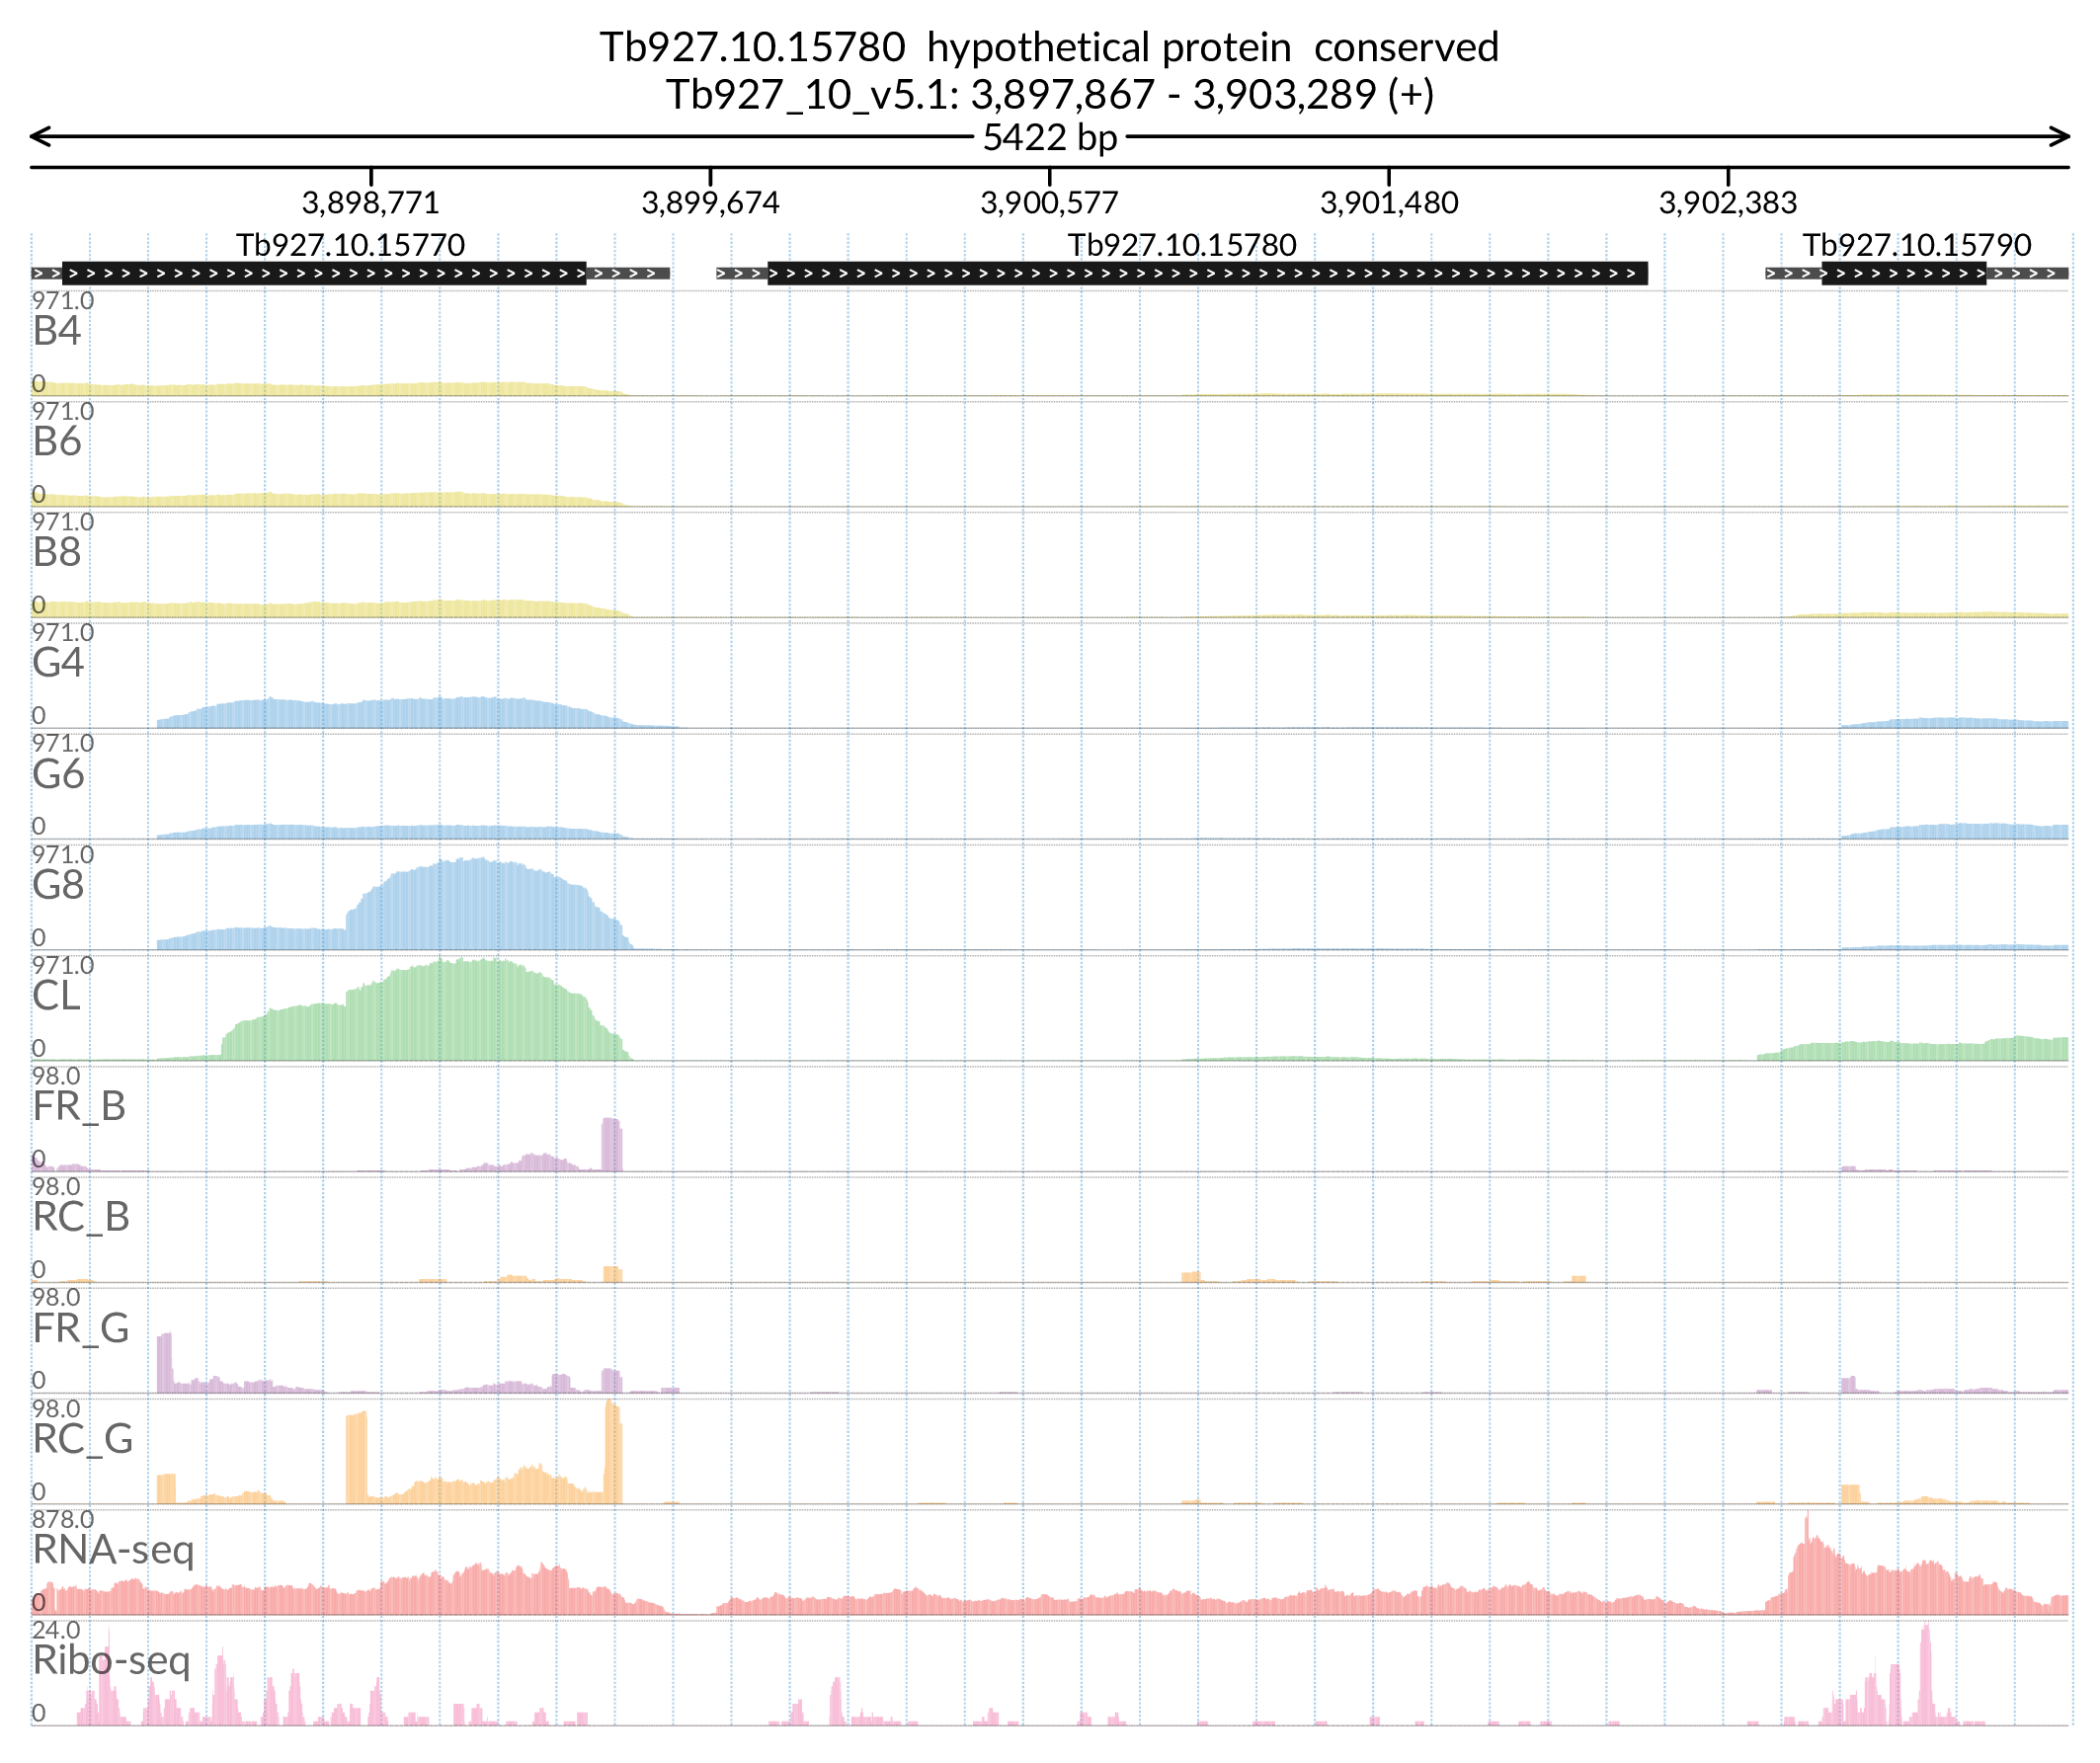 Tb927.10.15780 hypothetical protein conserved
Tb927_10_v5.1: 3,897,867 - 3,903,289 (+)
5422 bp
3,898,771 3,899,674 3,900,577 3,901,480 3,902,383
Tb927.10.15770 Tb927.10.15780 Tb927.10.15790
971.0
B4
0
971.0
B6
0
971.0
B8
0
971.0
G4
0
971.0
G6
0
971.0
G8
0
971.0
CL
0
98.0
FR_B
0
98.0
RC_B
0
98.0
FR_G
0
98.0
RC_G
0
878.0
RNA-seq
0
24.0
Ribo-seq
0